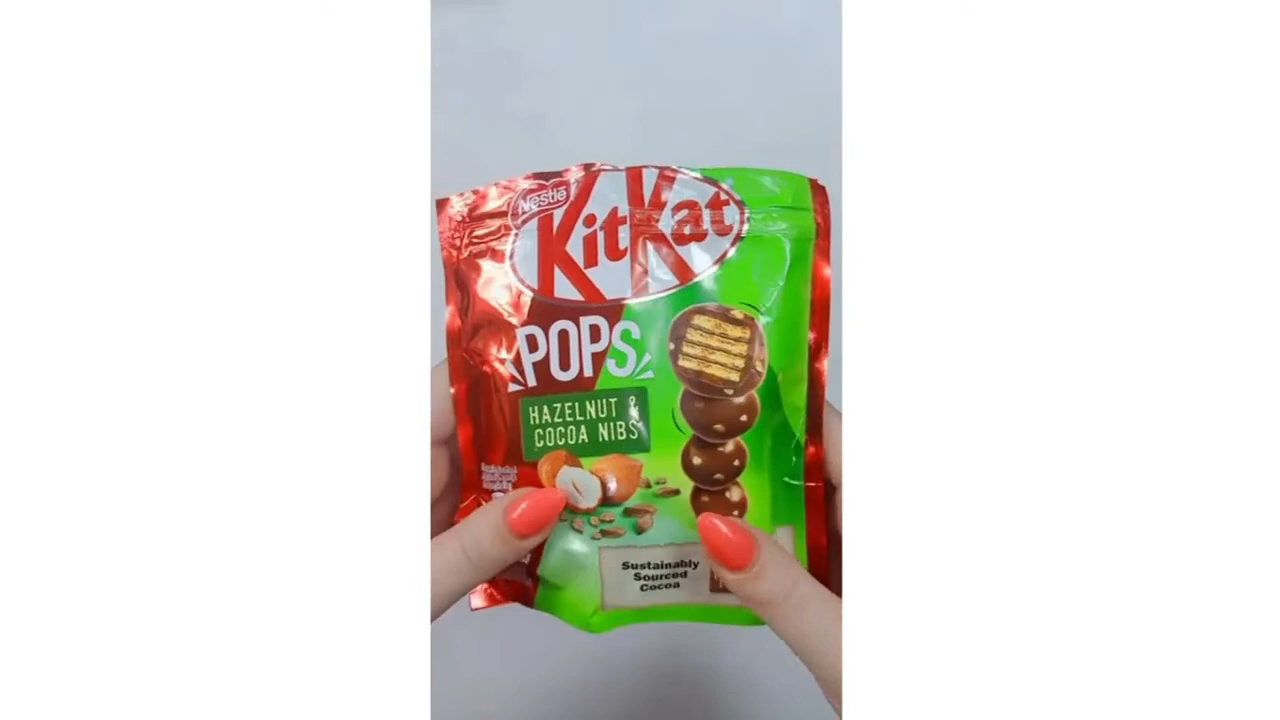 Nestlé
KitKat
POPS
HAZELNUT &
COCOA NIBS
Sustainably
Sourced
Cocoa